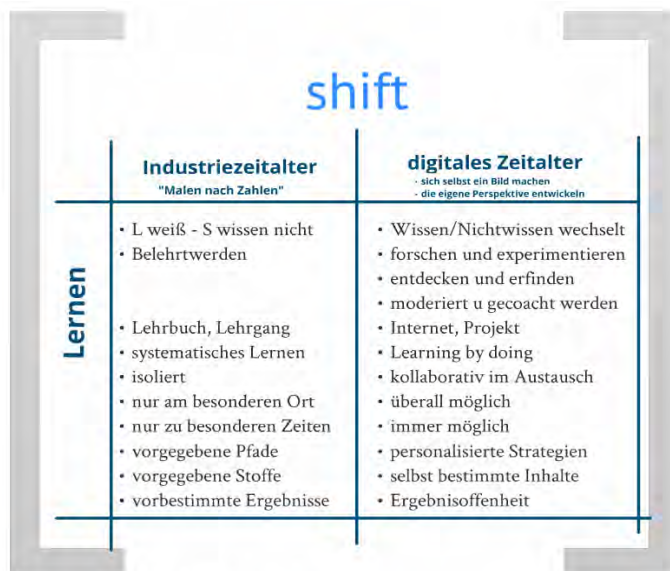 shift
Industriezeitalter
"Malen nach Zahlen"
digitales Zeitalter
- sich selbst ein Bild machen
- die eigene Perspektive entwickeln
Lernen
• L weiß - S wissen nicht
• Belehrtwerden
• Lehrbuch, Lehrgang
• systematisches Lernen
• isoliert
• nur am besonderen Ort
• nur zu besonderen Zeiten
• vorgegebene Pfade
• vorgegebene Stoffe
• vorbestimmte Ergebnisse
• Wissen/Nichtwissen wechselt
• forschen und experimentieren
• entdecken und erfinden
• moderiert u gecoacht werden
• Internet, Projekt
• Learning by doing
• kollaborativ im Austausch
• überall möglich
• immer möglich
• personalisierte Strategien
• selbst bestimmte Inhalte
• Ergebnisoffenheit